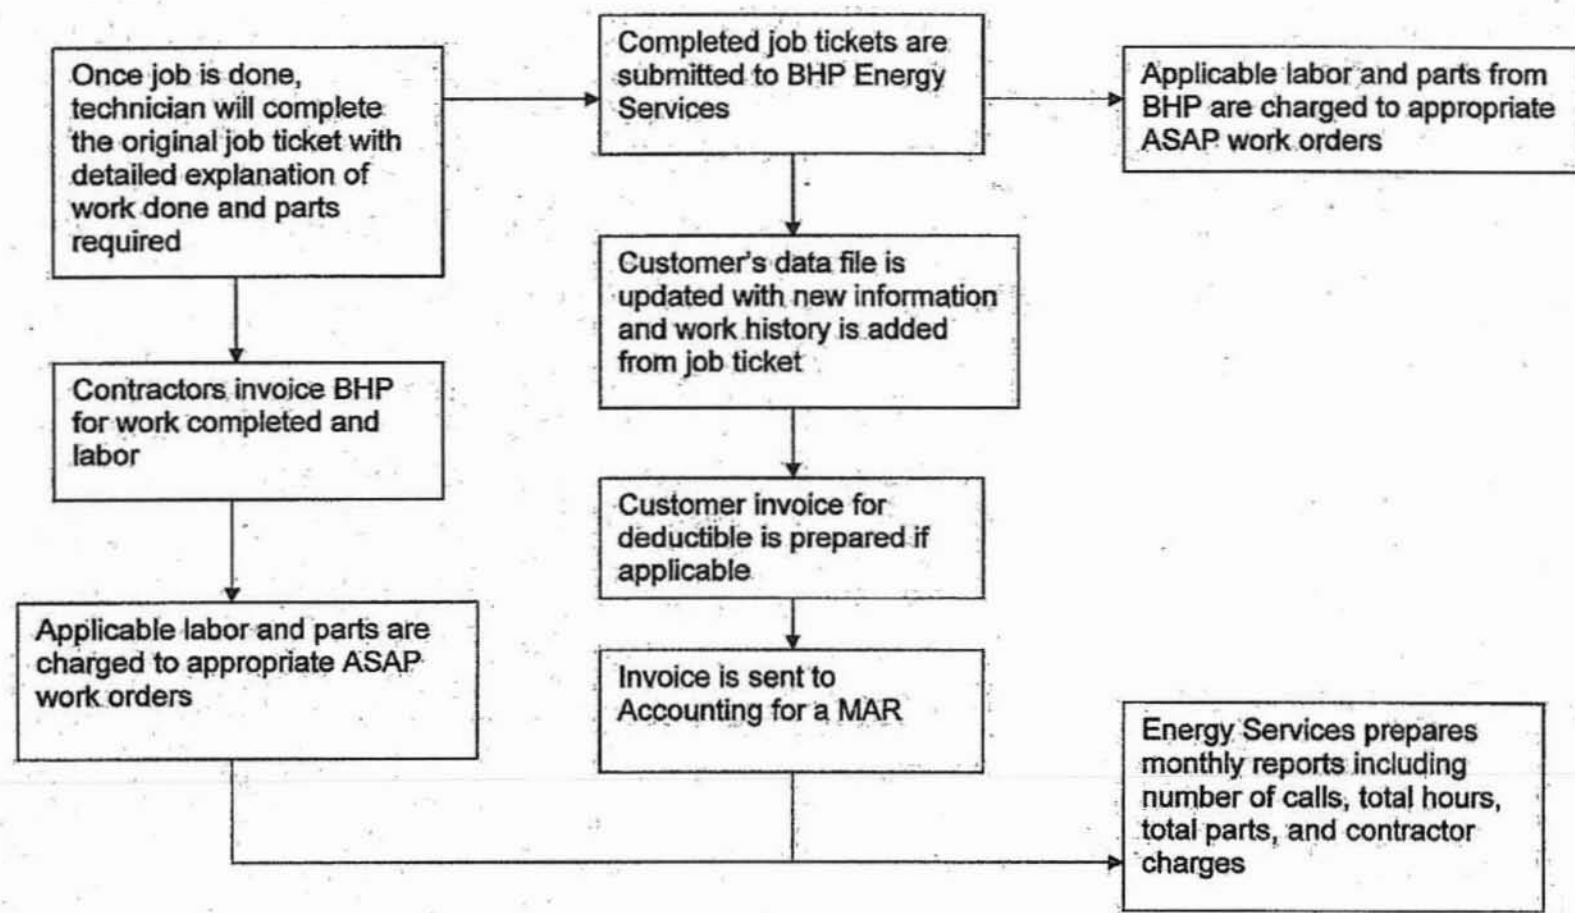 Once job is done,
technician will complete
the original job ticket with
detailed explanation of
work done and parts
required
Completed job tickets are
submitted to BHP Energy
Services
Applicable labor and parts from
BHP are charged to appropriate
ASAP work orders
Customer's data file is
updated with new information
and work history is added
from job ticket
Contractors invoice BHP
for work completed and
labor
Customer invoice for
deductible is prepared if
applicable
Applicable labor and parts are
charged to appropriate ASAP
work orders
Invoice is sent to
Accounting for a MAR
Energy Services prepares
monthly reports including
number of calls, total hours,
total parts, and contractor
charges